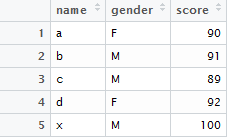 name gender score
1 a F 90
2 b M 91
3 c M 89
4 d F 92
5 x M 100